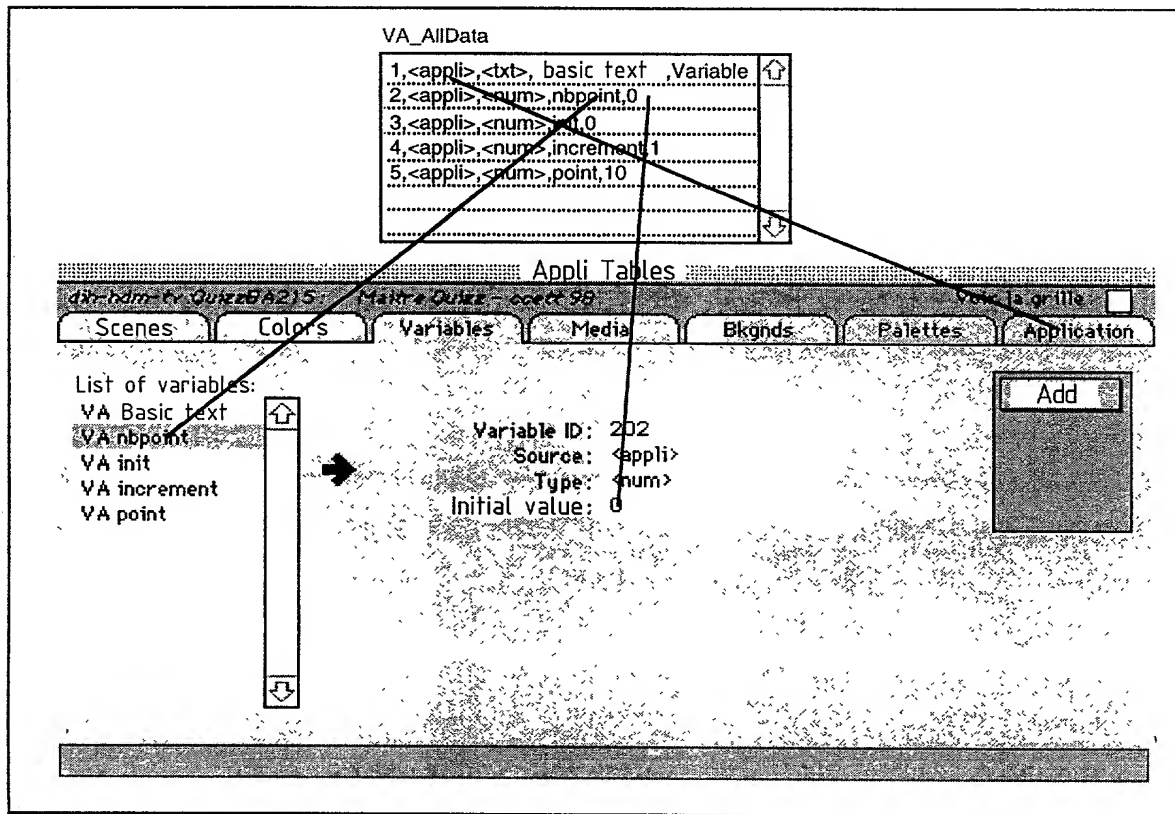 VA_AllData
1,<appli>,<txt>, basic text ,Variable
2,<appli>,<num>,nbpoint,0
3,<appli>,<num>,init,0
4,<appli>,<num>,increment,1
5,<appli>,<num>,point,10
Appli Tables
Maître Quizz - ccett 98
Voir la grille
Scenes Colors Variables Media Bkgnds Palettes Application
List of variables:
VA Basic text
VA nbpoint
VA init
VA increment
VA point
Variable ID: 202
Source: <appli>
Type: <num>
Initial value: 0
Add